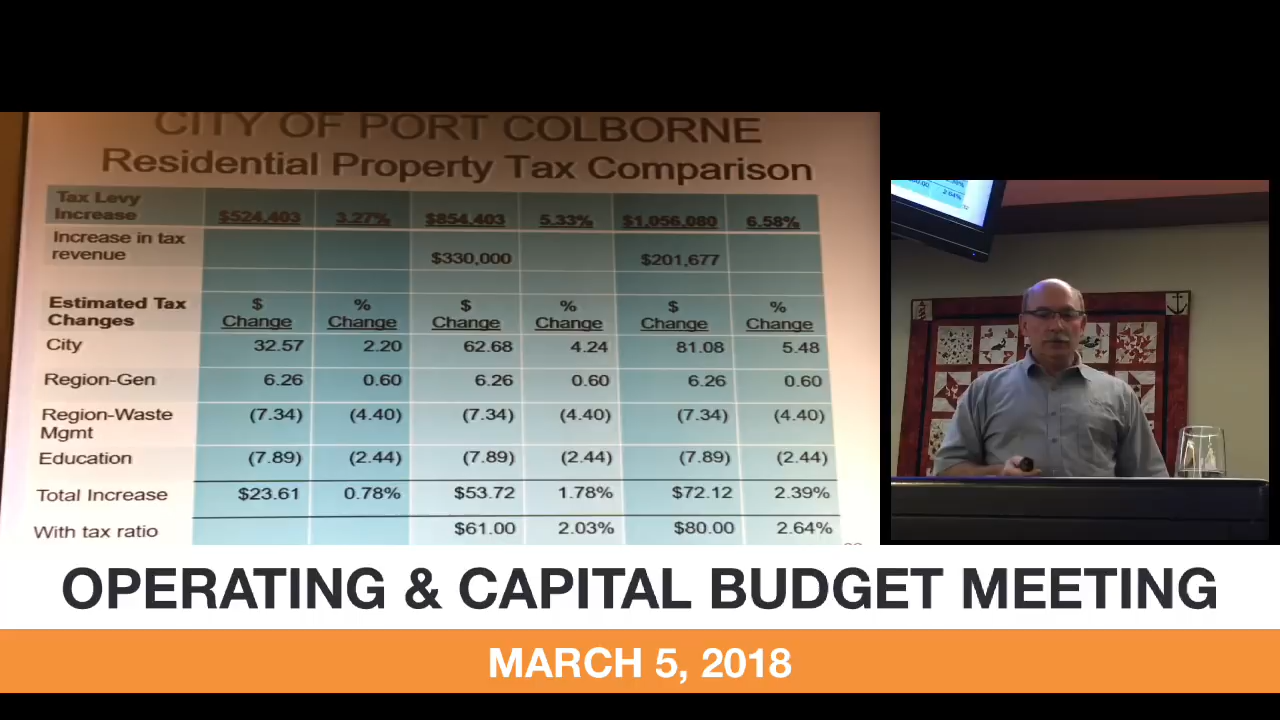 CITY OF PORT COLBORNE
Residential Property Tax Comparison
Tax Levy
Increase $524,403 3.27% $854,403 5.33% $1,056,080 6.58%
Increase in tax
revenue $330,000 $201,677
Estimated Tax $ % $ % $ %
Changes Change Change Change Change Change Change
City 32.57 2.20 62.68 4.24 81.08 5.48
Region-Gen 6.26 0.60 6.26 0.60 6.26 0.60
Region-Waste (7.34) (4.40) (7.34) (4.40) (7.34) (4.40)
Mgmt
Education (7.89) (2.44) (7.89) (2.44) (7.89) (2.44)
Total Increase $23.61 0.78% $53.72 1.78% $72.12 2.39%
With tax ratio $61.00 2.03% $80.00 2.64%
OPERATING & CAPITAL BUDGET MEETING
MARCH 5, 2018